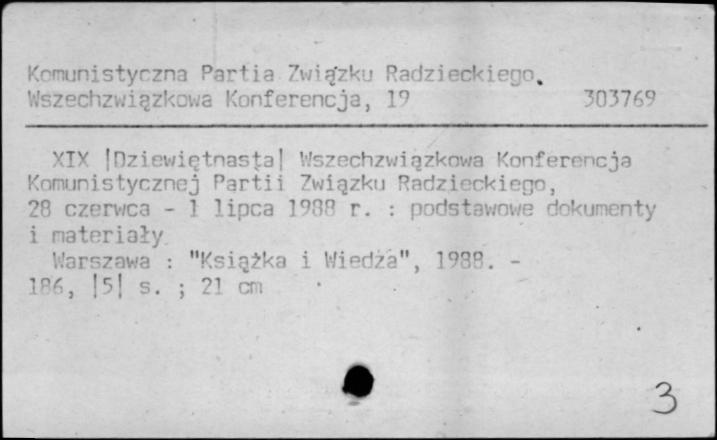 Komunistyczna Partia Związku Radzieckiego.
Wszechzwiązkowa Konferencja, 19 303769
XIX |Dziewiętnasta| Wszechzwiązkowa Konferencja
Komunistycznej Partii Związku Radzieckiego,
28 czerwca - 1 lipca 1988 r. : podstawowe dokumenty
i materiały.
Warszawa : "Książka i Wiedza", 1988. -
186, |5| s. ; 21 cm
3